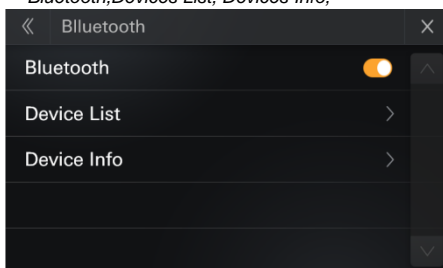 Bluetooth,Devices List, Devices Info,
Blluetooth
Bluetooth
Device List
Device Info